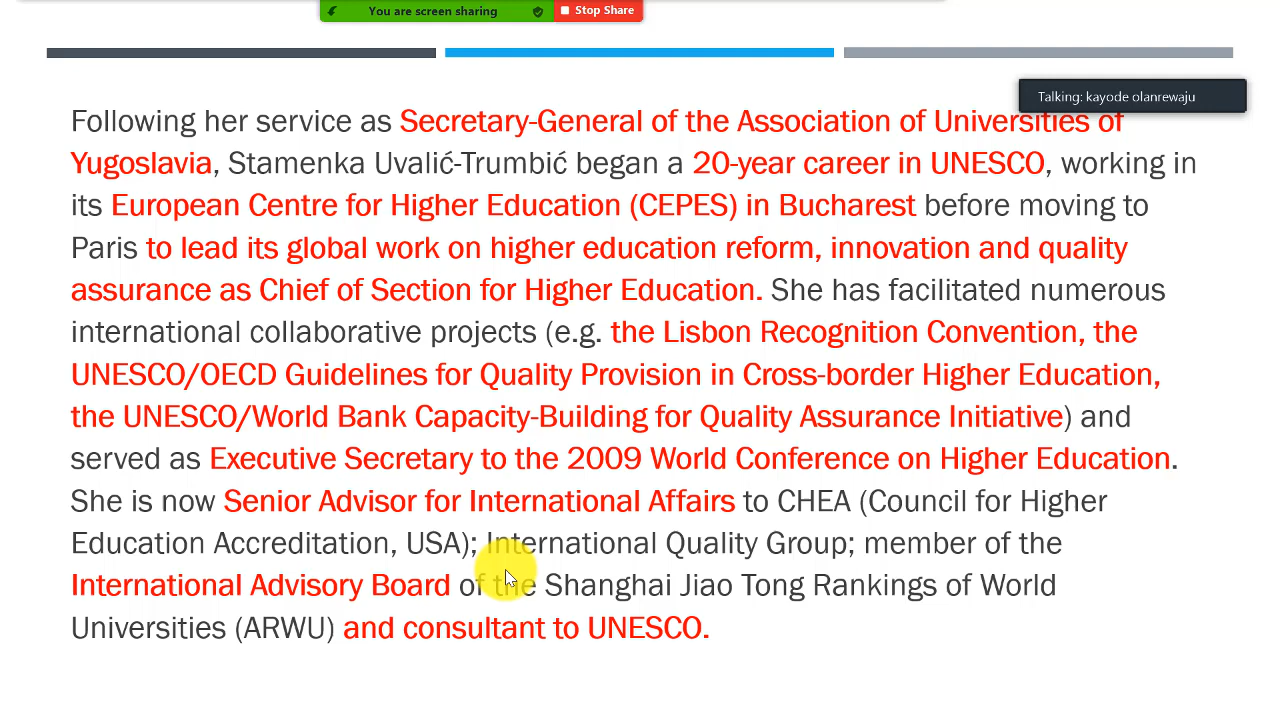 You are screen sharing
Stop Share
Talking: kayode olanrewaju
Following her service as Secretary-General of the Association of Universities of
Yugoslavia, Stamenka Uvalić-Trumbić began a 20-year career in UNESCO, working in
its European Centre for Higher Education (CEPES) in Bucharest before moving to
Paris to lead its global work on higher education reform, innovation and quality
assurance as Chief of Section for Higher Education. She has facilitated numerous
international collaborative projects (e.g. the Lisbon Recognition Convention, the
UNESCO/OECD Guidelines for Quality Provision in Cross-border Higher Education,
the UNESCO/World Bank Capacity-Building for Quality Assurance Initiative) and
served as Executive Secretary to the 2009 World Conference on Higher Education.
She is now Senior Advisor for International Affairs to CHEA (Council for Higher
Education Accreditation, USA); International Quality Group; member of the
International Advisory Board of the Shanghai Jiao Tong Rankings of World
Universities (ARWU) and consultant to UNESCO.